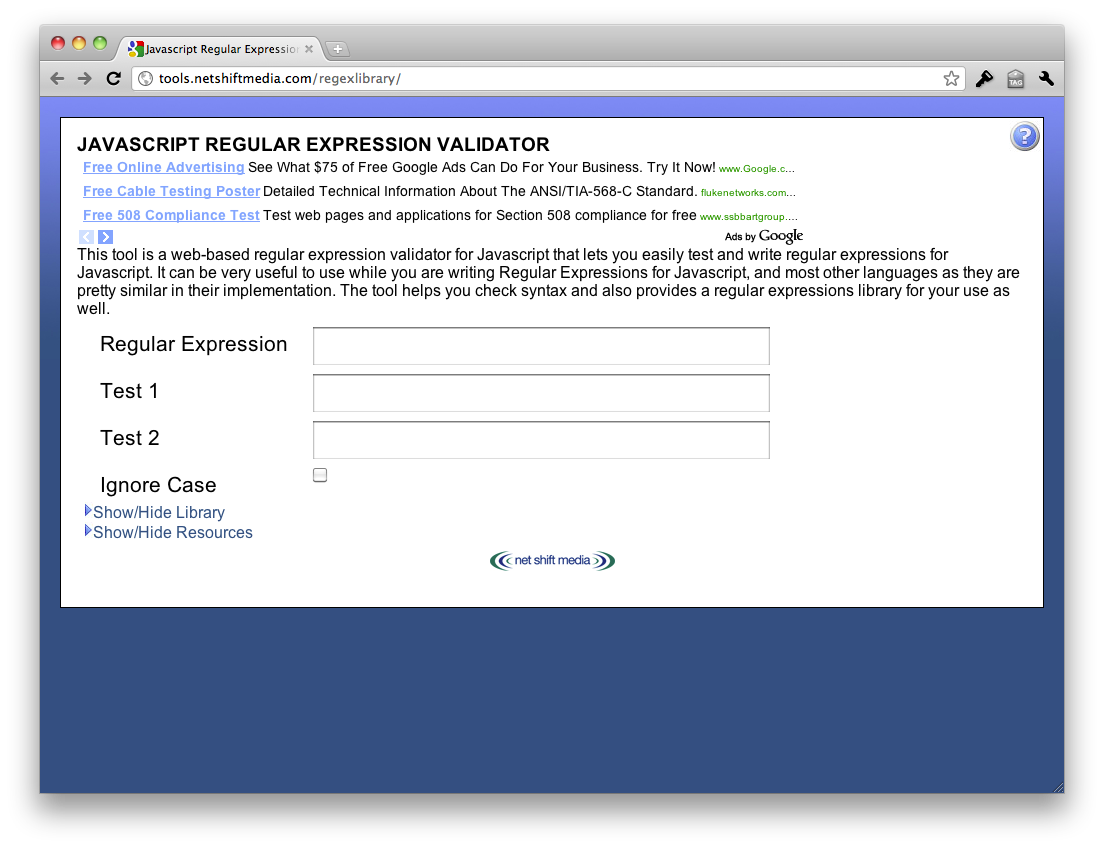 Javascript Regular Expressio
tools.netshiftmedia.com/regexlibrary/
TAG
?
JAVASCRIPT REGULAR EXPRESSION VALIDATOR
Free Online Advertising See What $75 of Free Google Ads Can Do For Your Business. Try It Now! www.Google.c...
Free Cable Testing Poster Detailed Technical Information About The ANSI/TIA-568-C Standard. flukenetworks.com...
Free 508 Compliance Test Test web pages and applications for Section 508 compliance for free www.ssbbartgroup....
Ads by Google
This tool is a web-based regular expression validator for Javascript that lets you easily test and write regular expressions for
Javascript. It can be very useful to use while you are writing Regular Expressions for Javascript, and most other languages as they are
pretty similar in their implementation. The tool helps you check syntax and also provides a regular expressions library for your use as
well.
Regular Expression
Test 1
Test 2
Ignore Case
Show/Hide Library
Show/Hide Resources
net shift media